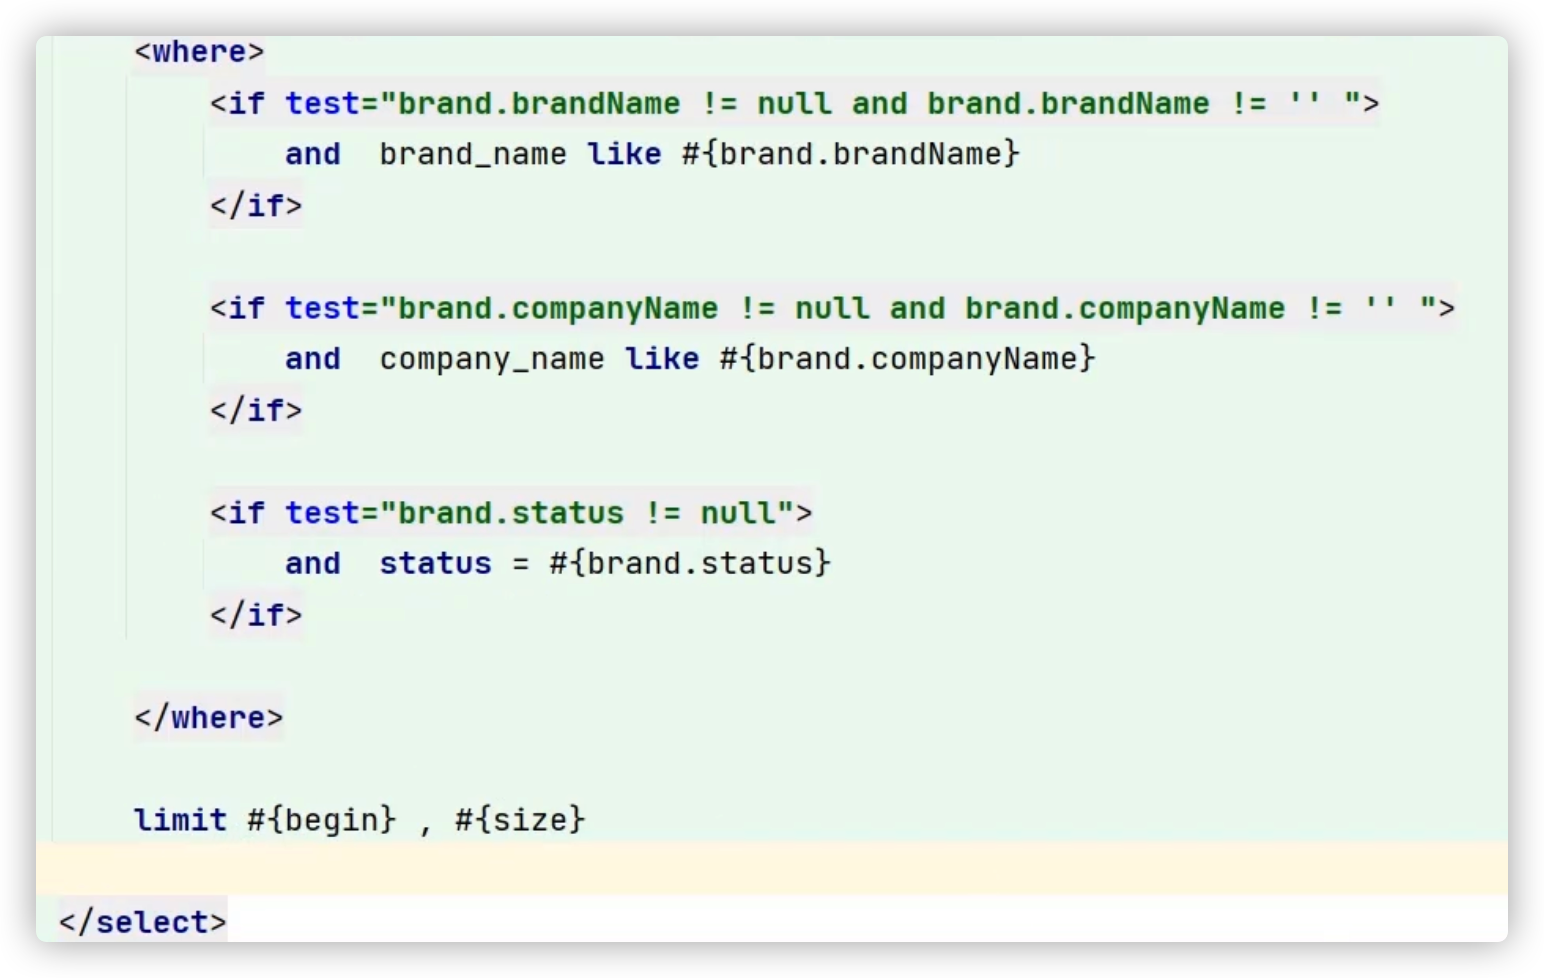 <where>
<if test="brand.brandName != null and brand.brandName != '' ">
and  brand_name like #{brand.brandName}
</if>
<if test="brand.companyName != null and brand.companyName != '' ">
and  company_name like #{brand.companyName}
</if>
<if test="brand.status != null">
and  status = #{brand.status}
</if>
</where>
limit #{begin} , #{size}
</select>